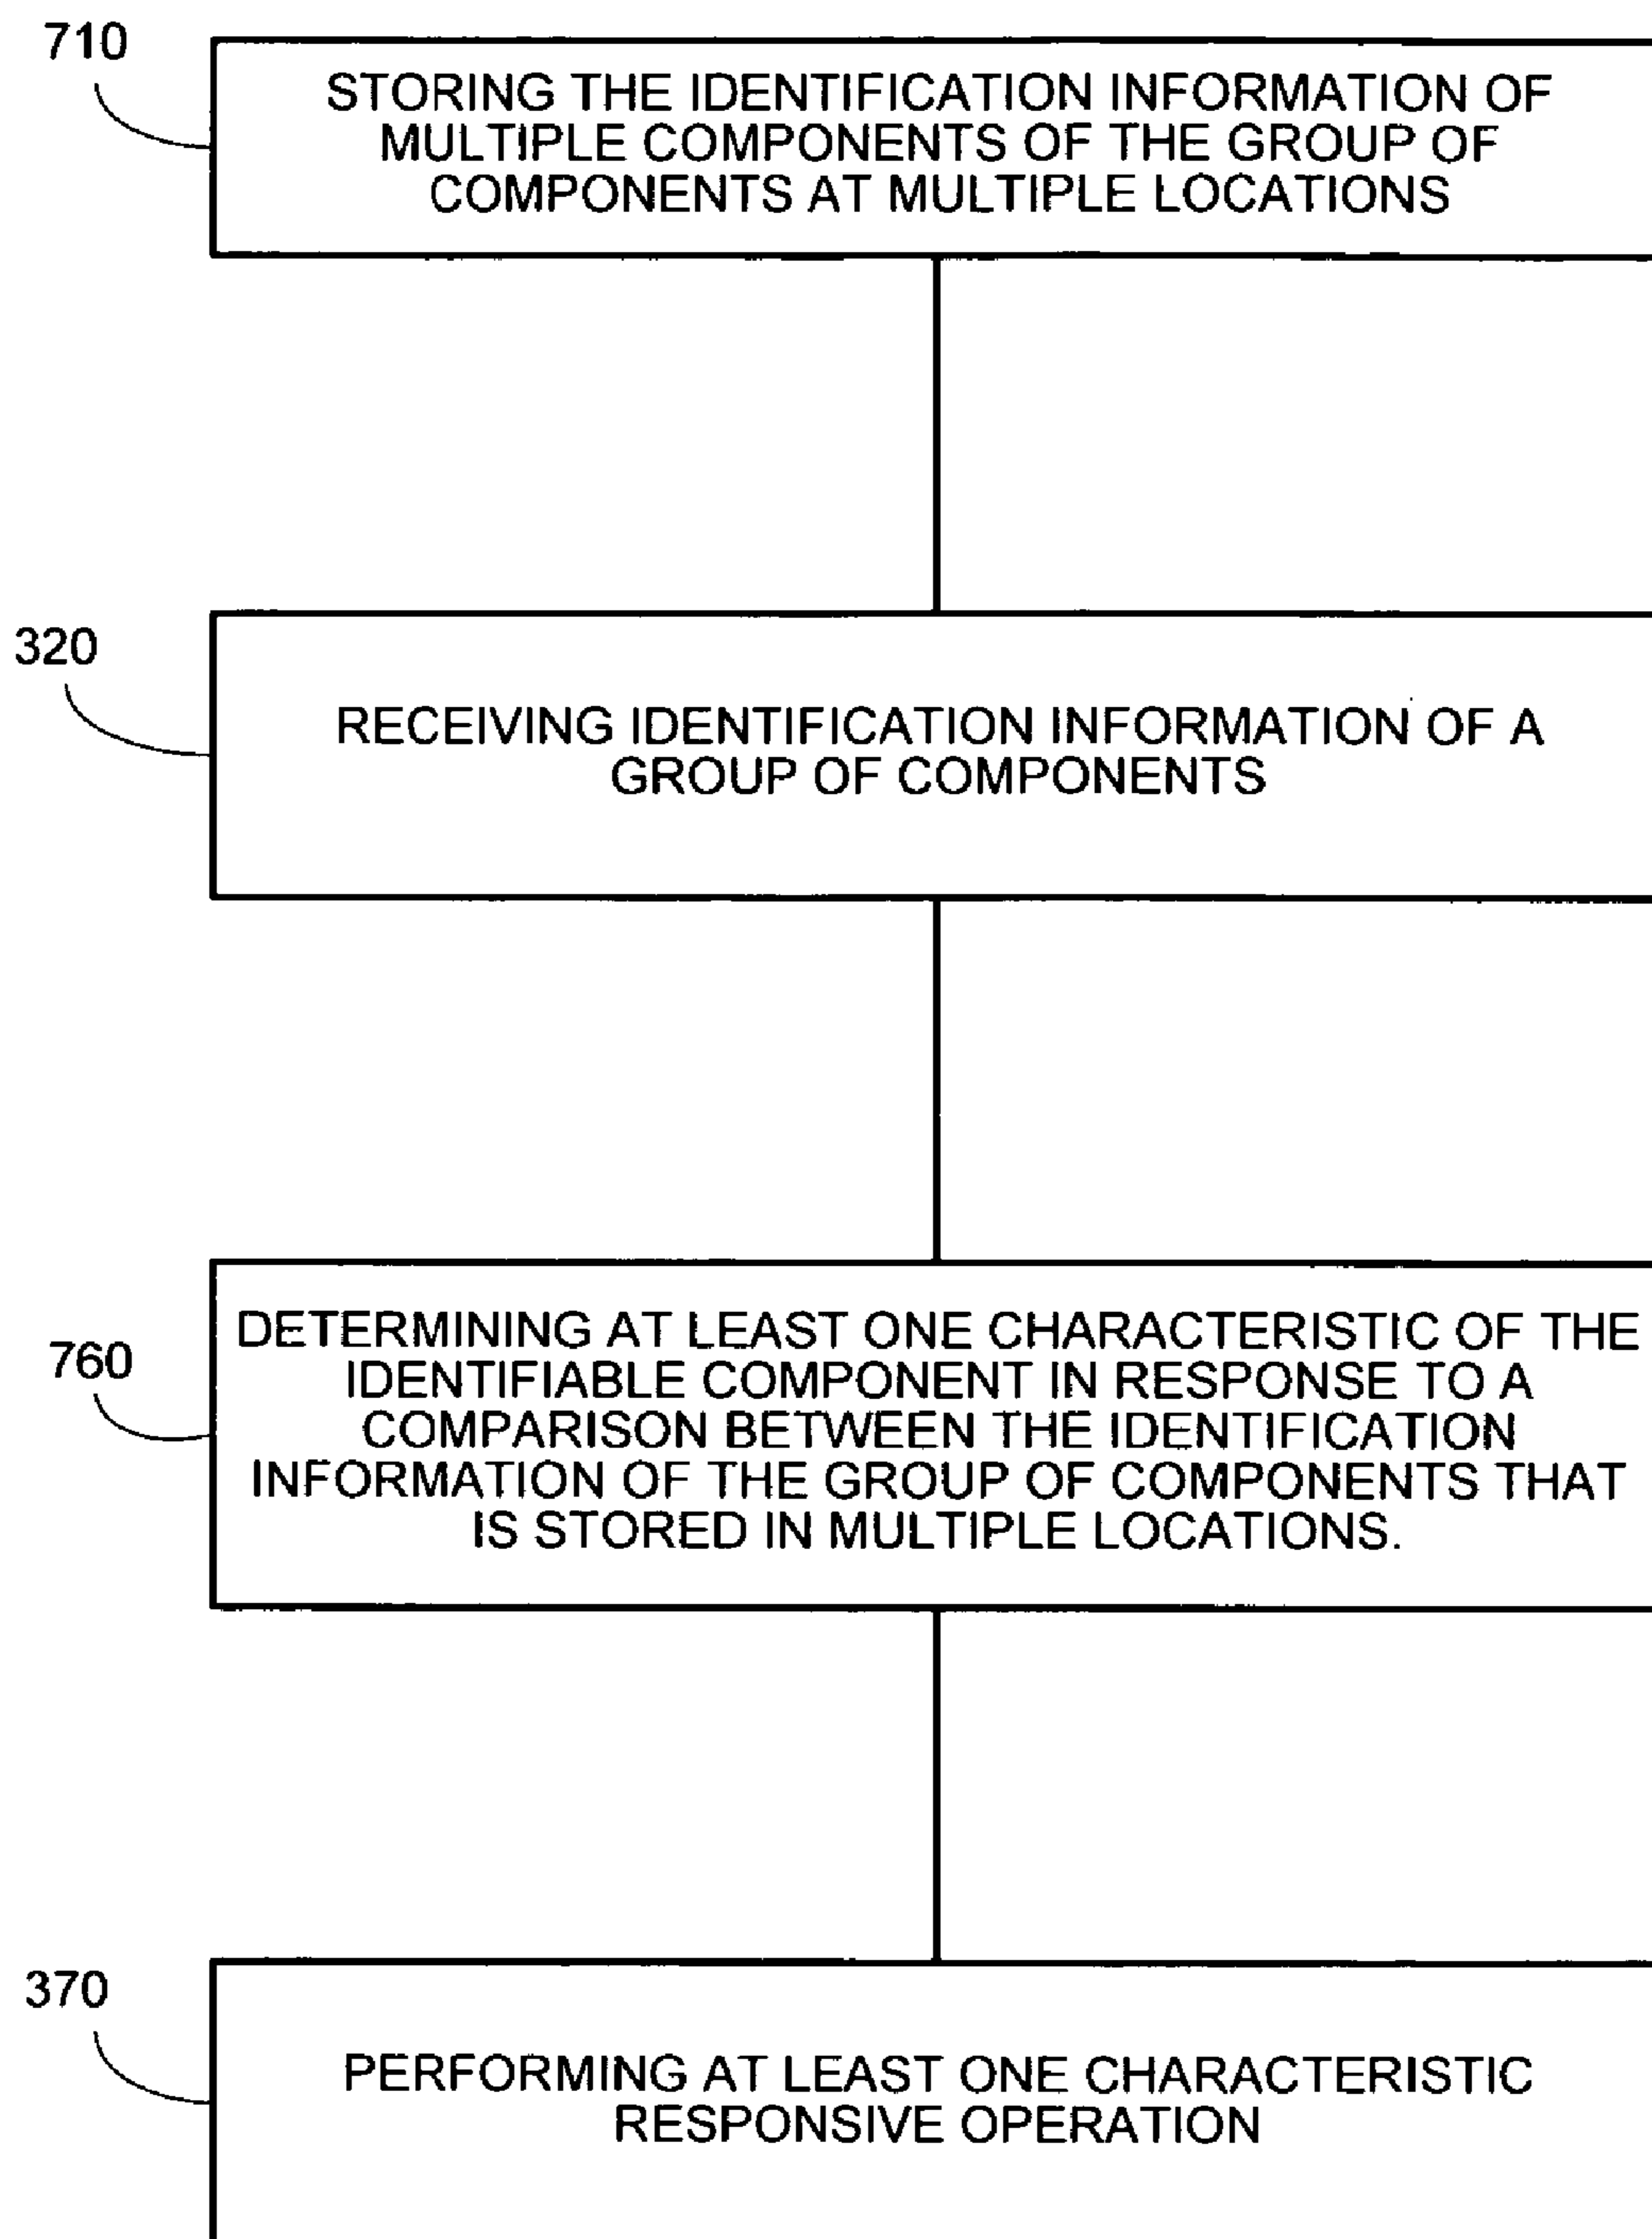 710
STORING THE IDENTIFICATION INFORMATION OF
MULTIPLE COMPONENTS OF THE GROUP OF
COMPONENTS AT MULTIPLE LOCATIONS
320
RECEIVING IDENTIFICATION INFORMATION OF A
GROUP OF COMPONENTS
760
DETERMINING AT LEAST ONE CHARACTERISTIC OF THE
IDENTIFIABLE COMPONENT IN RESPONSE TO A
COMPARISON BETWEEN THE IDENTIFICATION
INFORMATION OF THE GROUP OF COMPONENTS THAT
IS STORED IN MULTIPLE LOCATIONS.
370
PERFORMING AT LEAST ONE CHARACTERISTIC
RESPONSIVE OPERATION